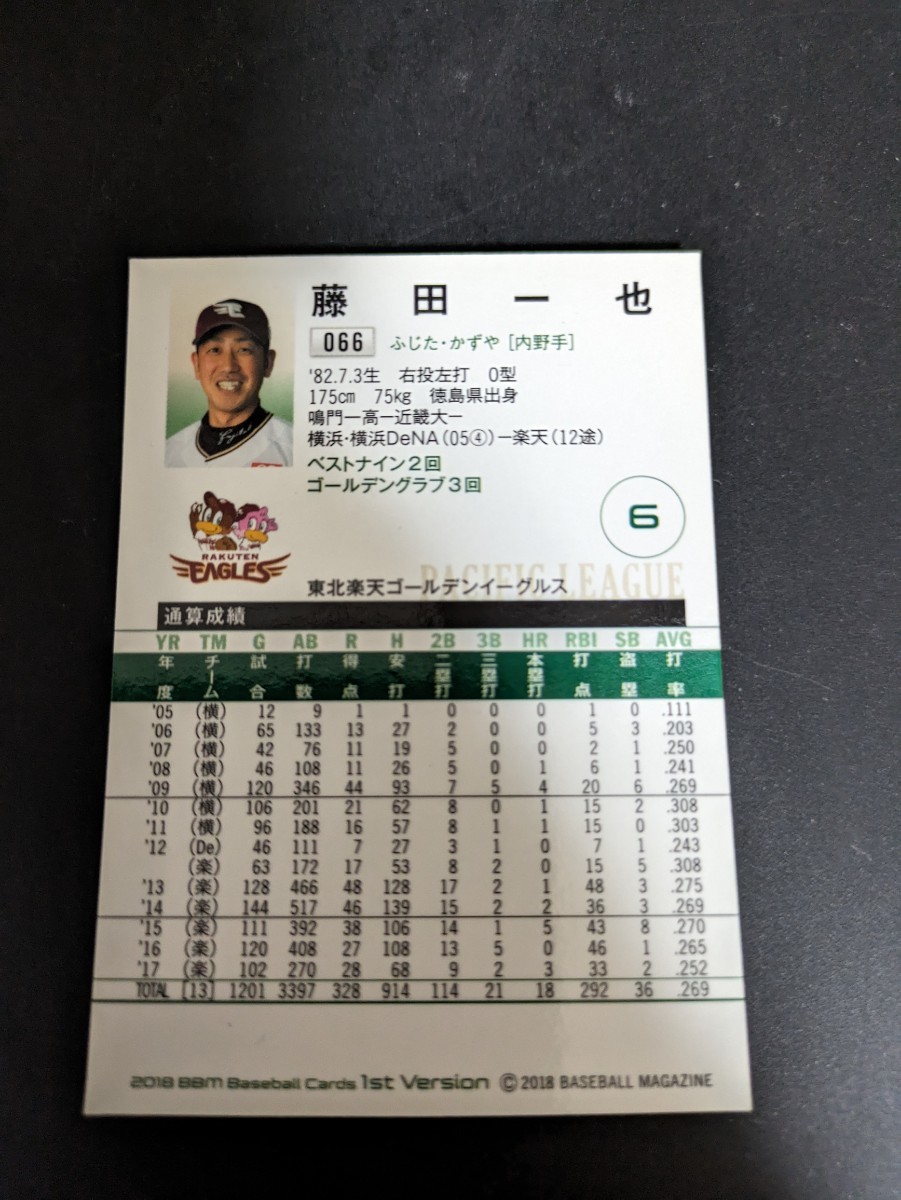 藤田一也
066 ふじた・かずや [内野手]
'82.7.3生 右投左打 O型
175cm 75kg 徳島県出身
鳴門一高ー近畿大ー
横浜・横浜DeNA(05④)ー楽天(12途)
ベストナイン2回
ゴールデングラブ3回
6
RAKUTEN
EAGLES
PACIFIC LEAGUE
東北楽天ゴールデンイーグルス
通算成績
YR TM G AB R H 2B 3B HR RBI SB AVG
年度 チーム 試合 打数 得点 安打 二塁打 三塁打 本塁打 打点 盗塁 打率
'05 (横) 12 9 1 1 0 0 0 1 0 .111
'06 (横) 65 133 13 27 2 0 0 5 3 .203
'07 (横) 42 76 11 19 5 0 0 2 1 .250
'08 (横) 46 108 11 26 5 0 1 6 1 .241
'09 (横) 120 346 44 93 7 5 4 20 6 .269
'10 (横) 106 201 21 62 8 0 1 15 2 .308
'11 (横) 96 188 16 57 8 1 1 15 0 .303
'12 (De) 46 111 7 27 3 1 0 7 1 .243
(楽) 63 172 17 53 8 2 0 15 5 .308
'13 (楽) 128 466 48 128 17 2 1 48 3 .275
'14 (楽) 144 517 46 139 15 2 2 36 3 .269
'15 (楽) 111 392 38 106 14 1 5 43 8 .270
'16 (楽) 120 408 27 108 13 5 0 46 1 .265
'17 (楽) 102 270 28 68 9 2 3 33 2 .252
TOTAL [13] 1201 3397 328 914 114 21 18 292 36 .269
2018 BBM Baseball Cards 1st Version © 2018 BASEBALL MAGAZINE